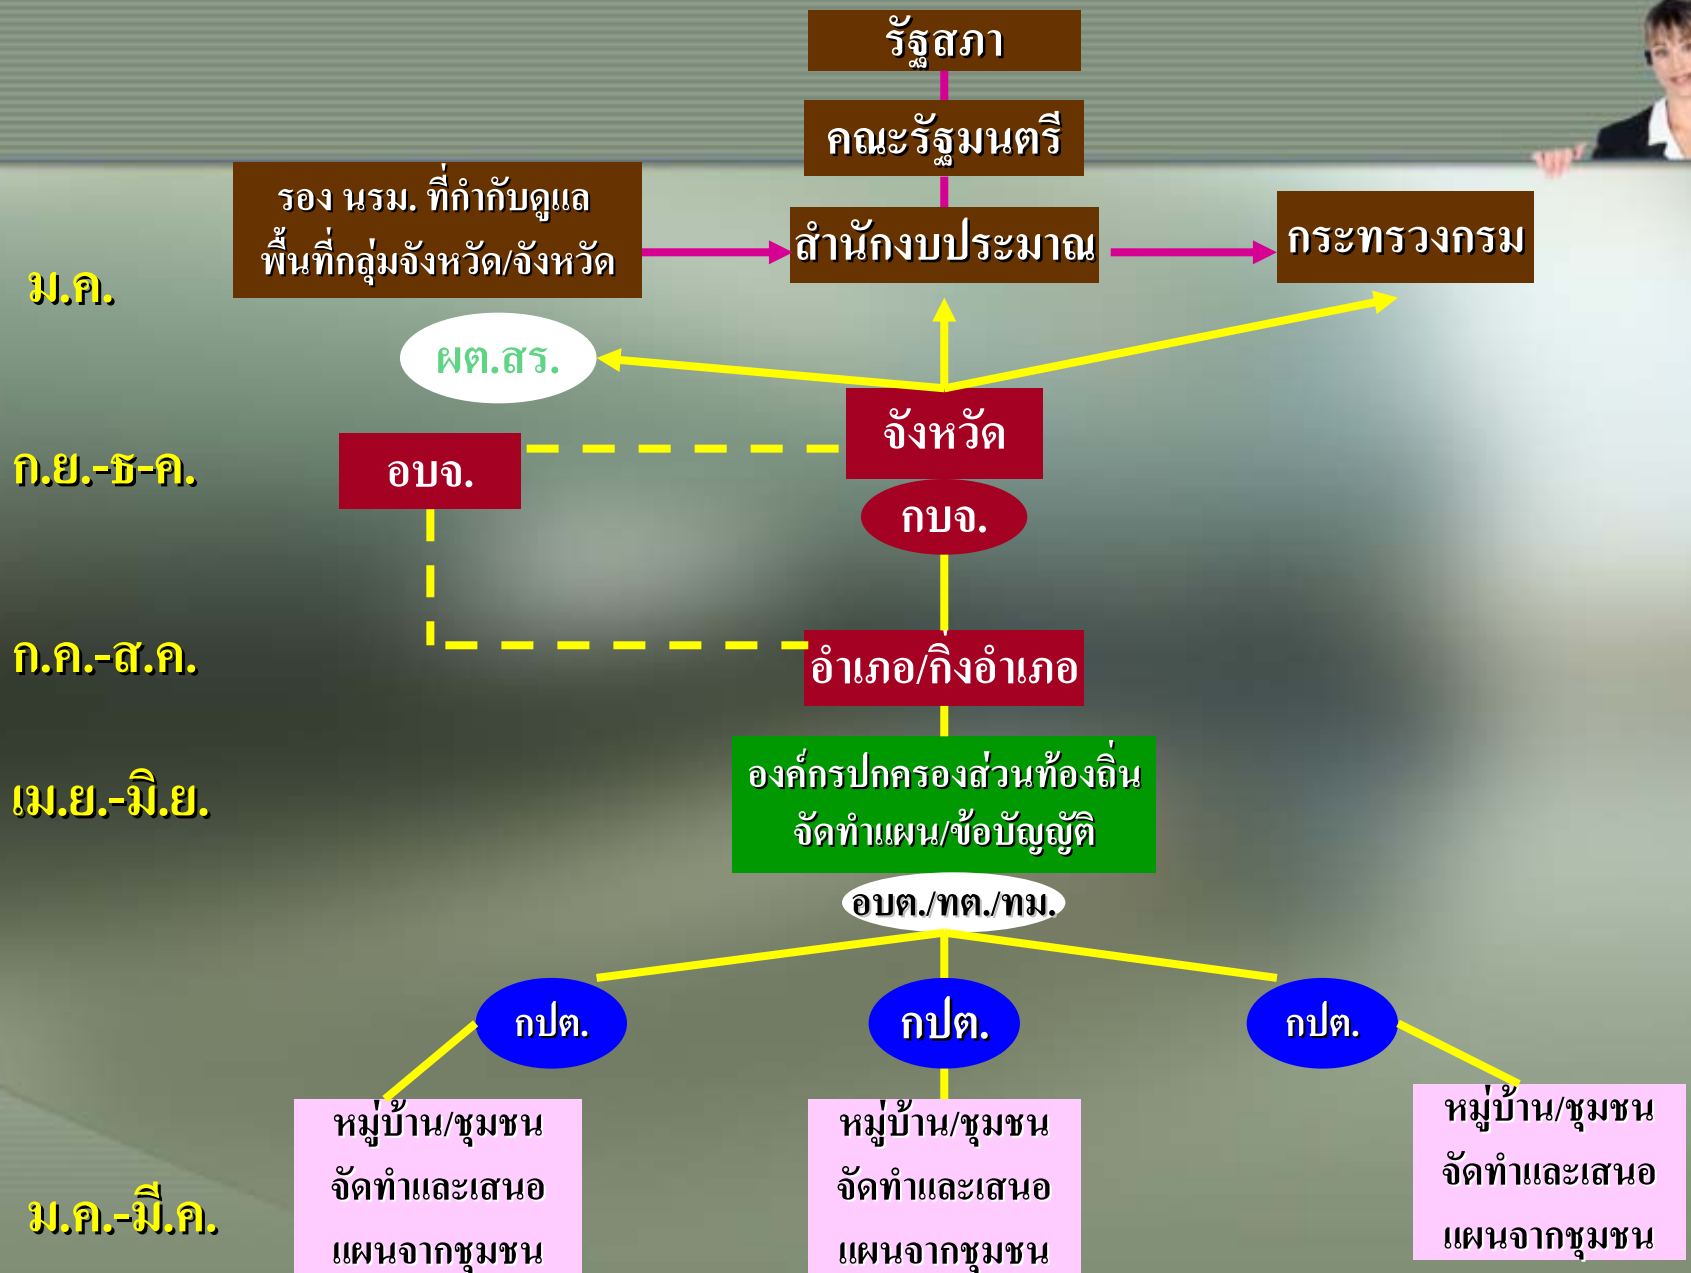 รัฐสภา
คณะรัฐมนตรี
รอง นรม. ที่กำกับดูแล
พื้นที่กลุ่มจังหวัด/จังหวัด
สำนักงบประมาณ
กระทรวงกรม
ม.ค.
ผต.สร.
จังหวัด
ก.ย.-ธ-ค.
อบจ.
กบจ.
ก.ค.-ส.ค.
อำเภอ/กิ่งอำเภอ
องค์กรปกครองส่วนท้องถิ่น
จัดทำแผน/ข้อบัญญัติ
เม.ย.-มิ.ย.
อบต./ทต./ทม.
กปต.
กปต.
กปต.
หมู่บ้าน/ชุมชน
จัดทำและเสนอ
แผนจากชุมชน
หมู่บ้าน/ชุมชน
จัดทำและเสนอ
แผนจากชุมชน
หมู่บ้าน/ชุมชน
จัดทำและเสนอ
แผนจากชุมชน
ม.ค.-มี.ค.